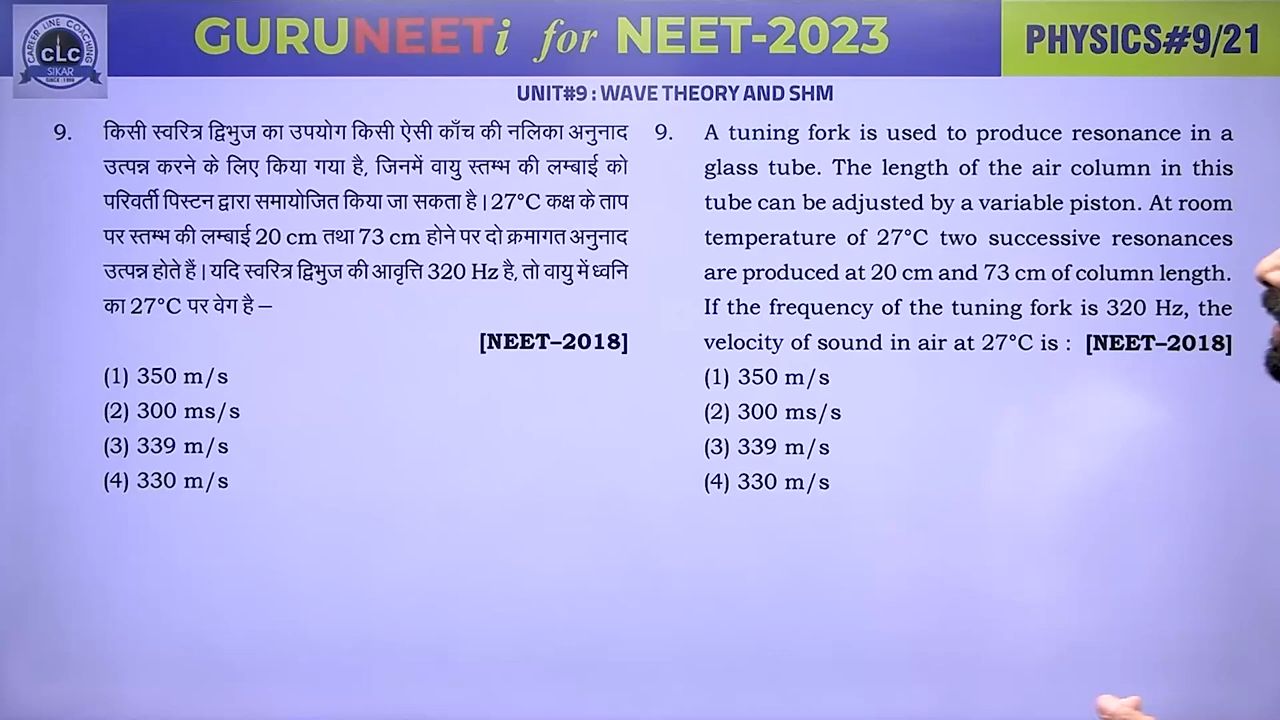 CAREER LINE COACHING
CLC
SIKAR
SINCE : 1996
GURUNEETi for NEET-2023
PHYSICS#9/21
UNIT#9 : WAVE THEORY AND SHM
9. किसी स्वरित्र द्विभुज का उपयोग किसी ऐसी काँच की नलिका अनुनाद
उत्पन्न करने के लिए किया गया है, जिनमें वायु स्तम्भ की लम्बाई को
परिवर्ती पिस्टन द्वारा समायोजित किया जा सकता है। 27°C कक्ष के ताप
पर स्तम्भ की लम्बाई 20 cm तथा 73 cm होने पर दो क्रमागत अनुनाद
उत्पन्न होते हैं। यदि स्वरित्र द्विभुज की आवृत्ति 320 Hz है, तो वायु में ध्वनि
का 27°C पर वेग है –
[NEET–2018]
(1) 350 m/s
(2) 300 ms/s
(3) 339 m/s
(4) 330 m/s
9. A tuning fork is used to produce resonance in a
glass tube. The length of the air column in this
tube can be adjusted by a variable piston. At room
temperature of 27°C two successive resonances
are produced at 20 cm and 73 cm of column length.
If the frequency of the tuning fork is 320 Hz, the
velocity of sound in air at 27°C is : [NEET–2018]
(1) 350 m/s
(2) 300 ms/s
(3) 339 m/s
(4) 330 m/s